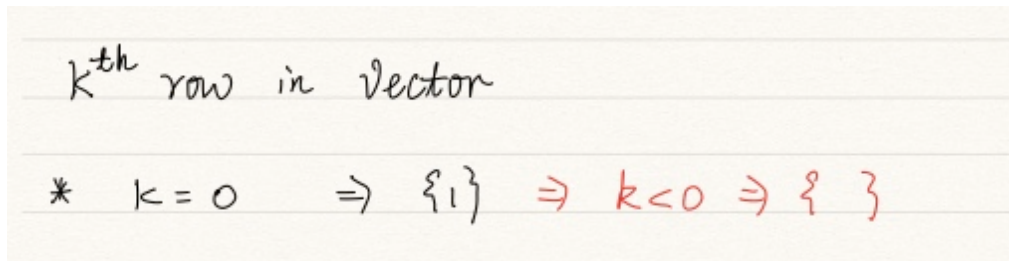 kth row in Vector
* k = 0 ⇒ {1} ⇒ k<0 ⇒ { }